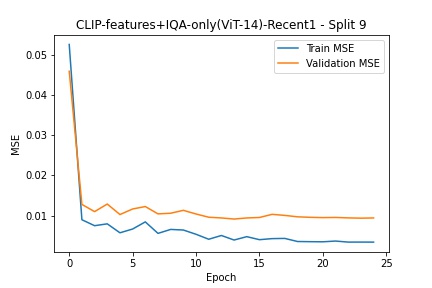 CLIP-features+IQA-only(ViT-14)-Recent1 - Split 9
Train MSE
Validation MSE
0.05
0.04
0.03
0.02
0.01
MSE
0
5
10
15
20
25
Epoch